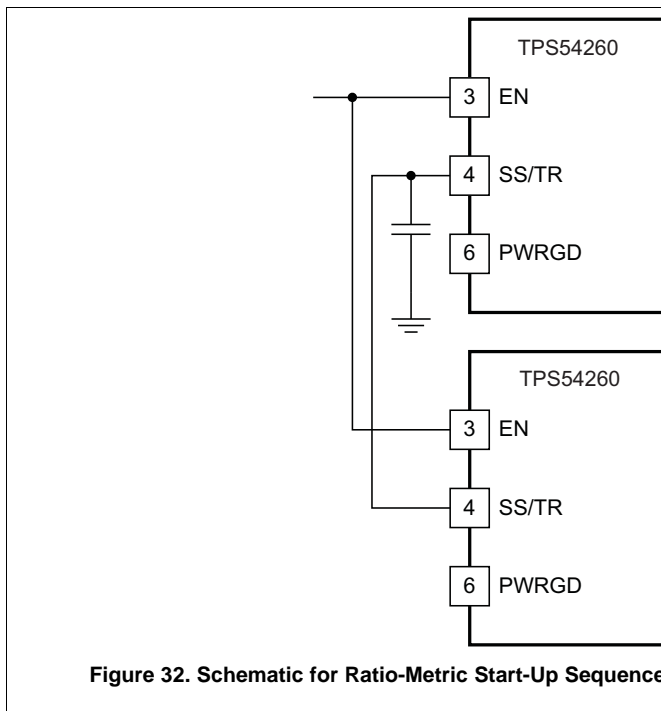 TPS54260
3 EN
4 SS/TR
6 PWRGD
TPS54260
3 EN
4 SS/TR
6 PWRGD
Figure 32. Schematic for Ratio-Metric Start-Up Sequence